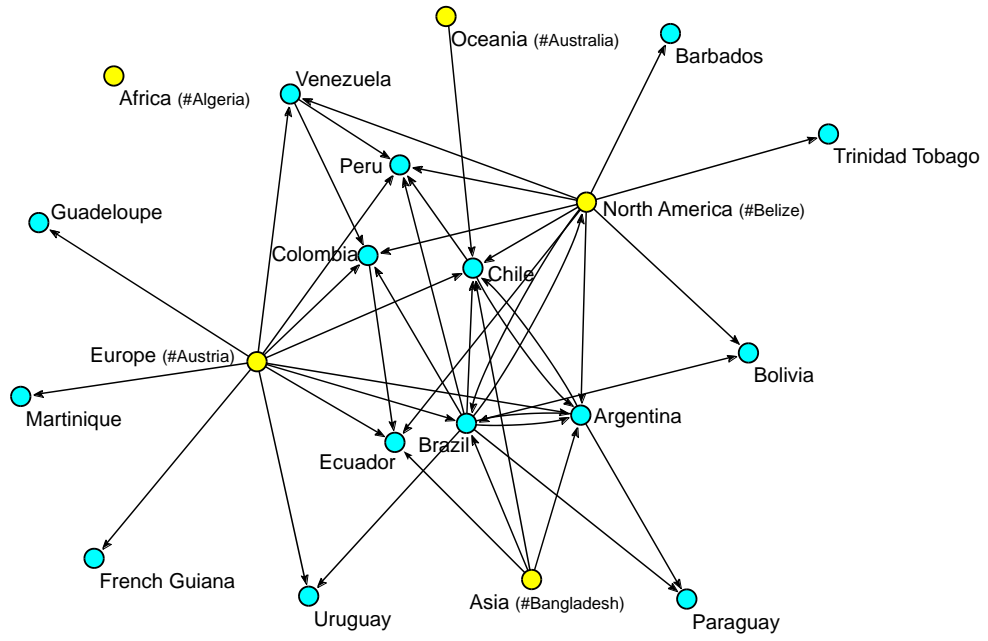 Oceania (#Australia)
Barbados
Venezuela
Africa (#Algeria)
Peru
Trinidad Tobago
Guadeloupe
North America (#Belize)
Colombia
Chile
Europe (#Austria)
Bolivia
Martinique
Argentina
Brazil
Ecuador
French Guiana
Asia (#Bangladesh)
Uruguay
Paraguay